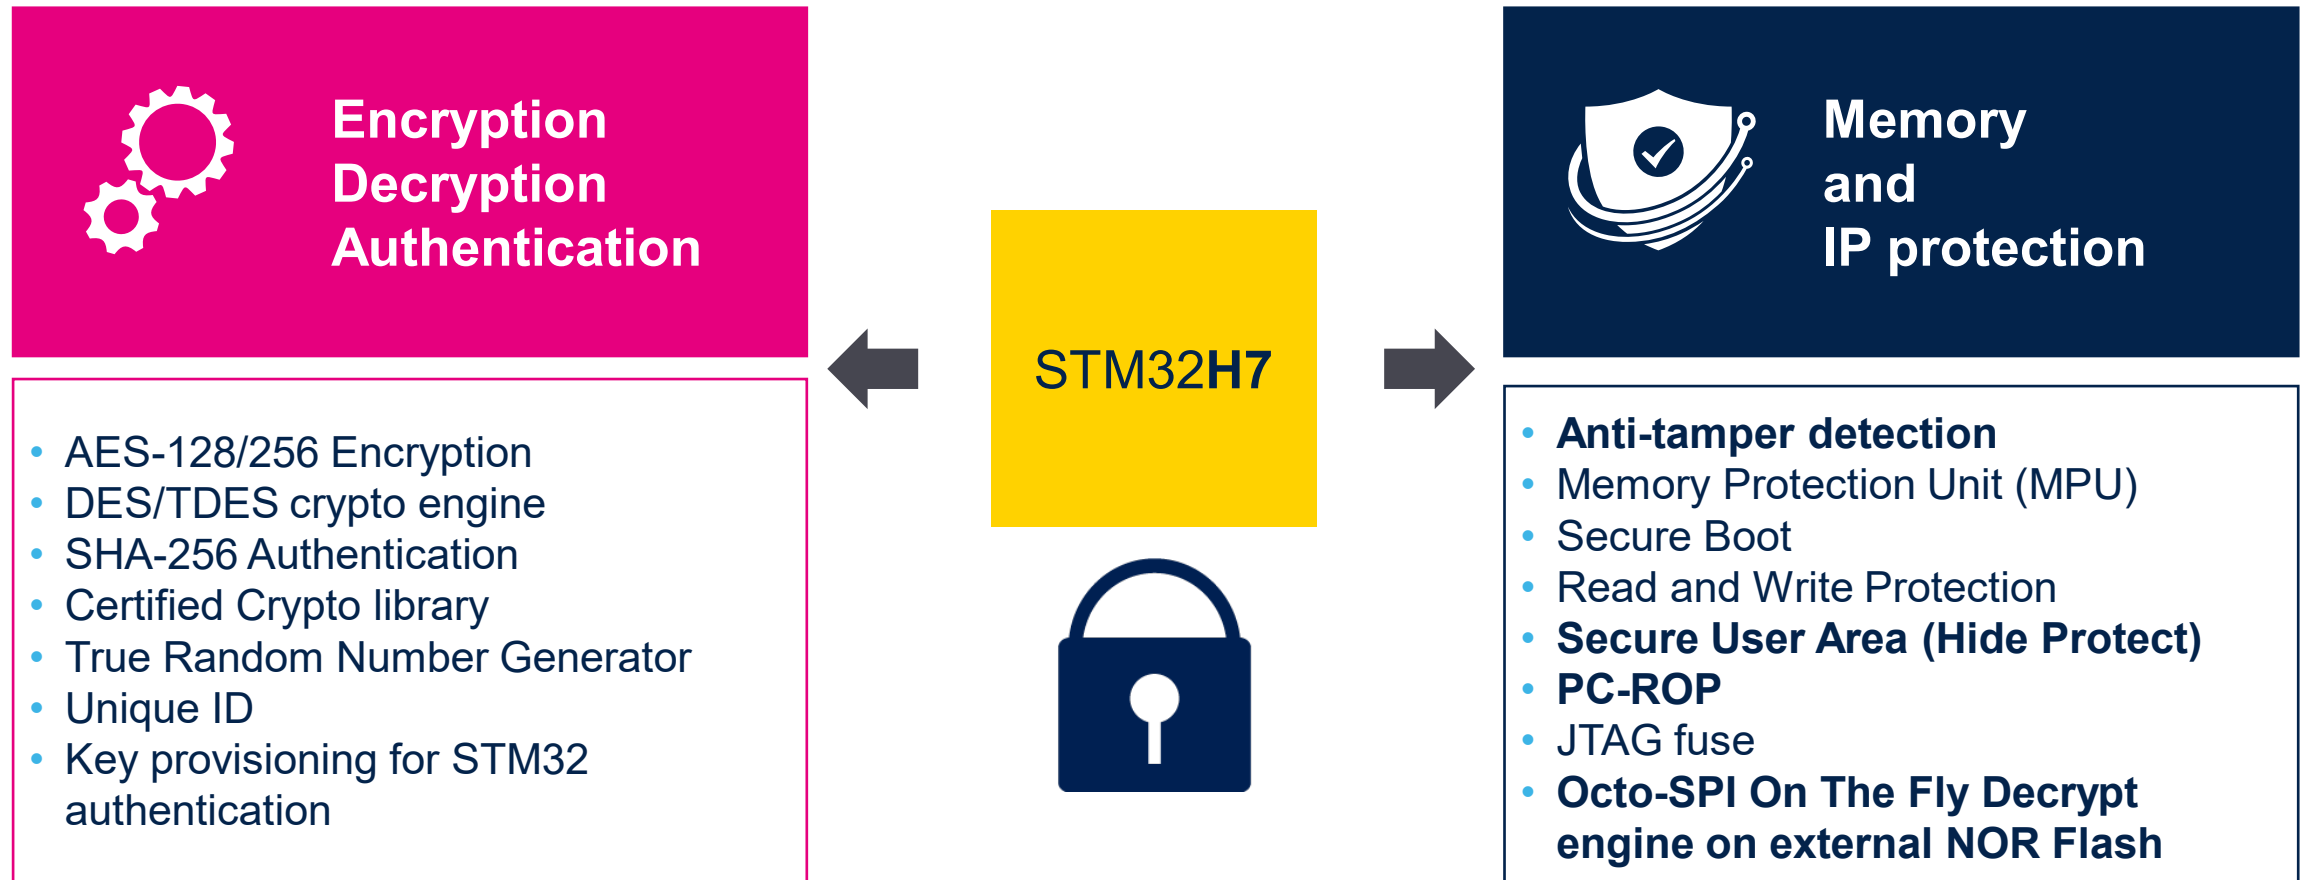 Encryption
Decryption
Authentication
• AES-128/256 Encryption
• DES/TDES crypto engine
• SHA-256 Authentication
• Certified Crypto library
• True Random Number Generator
• Unique ID
• Key provisioning for STM32
authentication
STM32H7
Memory
and
IP protection
• Anti-tamper detection
• Memory Protection Unit (MPU)
• Secure Boot
• Read and Write Protection
• Secure User Area (Hide Protect)
• PC-ROP
• JTAG fuse
• Octo-SPI On The Fly Decrypt
engine on external NOR Flash